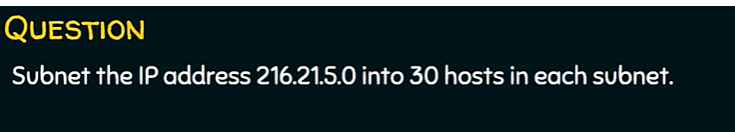 QUESTION
Subnet the IP address 216.21.5.0 into 30 hosts in each subnet.